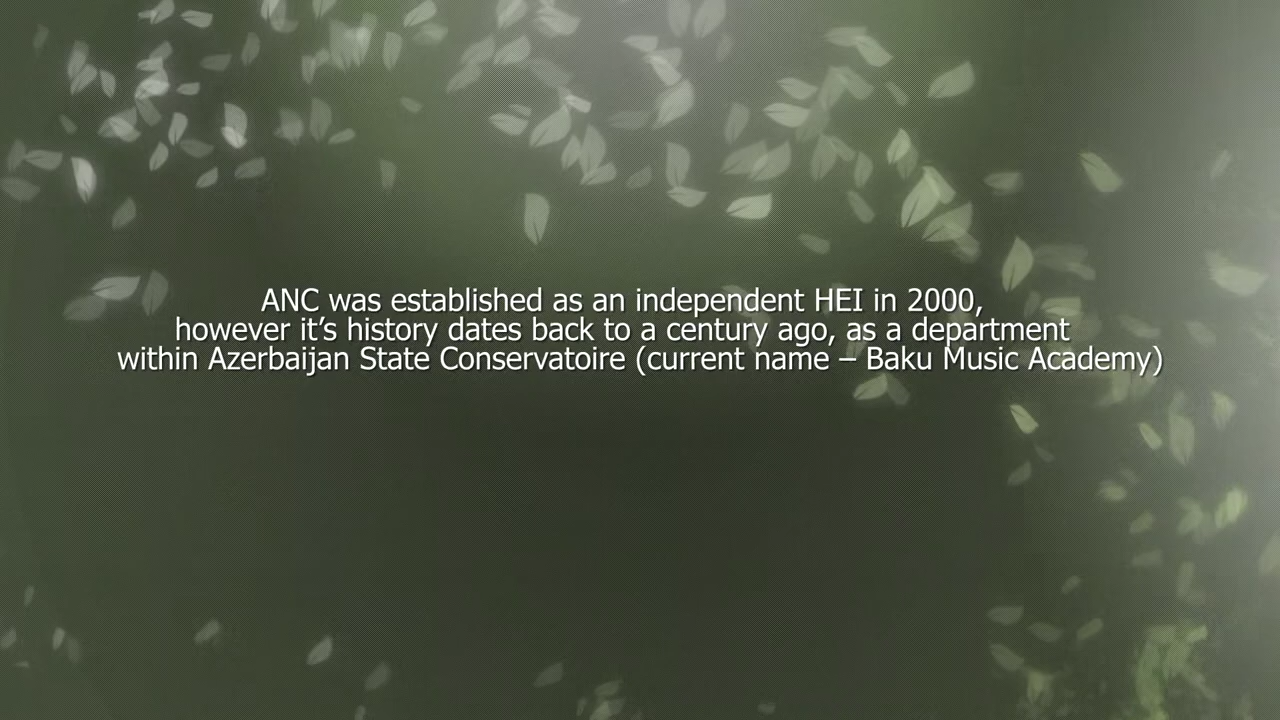 ANC was established as an independent HEI in 2000,
however it’s history dates back to a century ago, as a department
within Azerbaijan State Conservatoire (current name – Baku Music Academy)